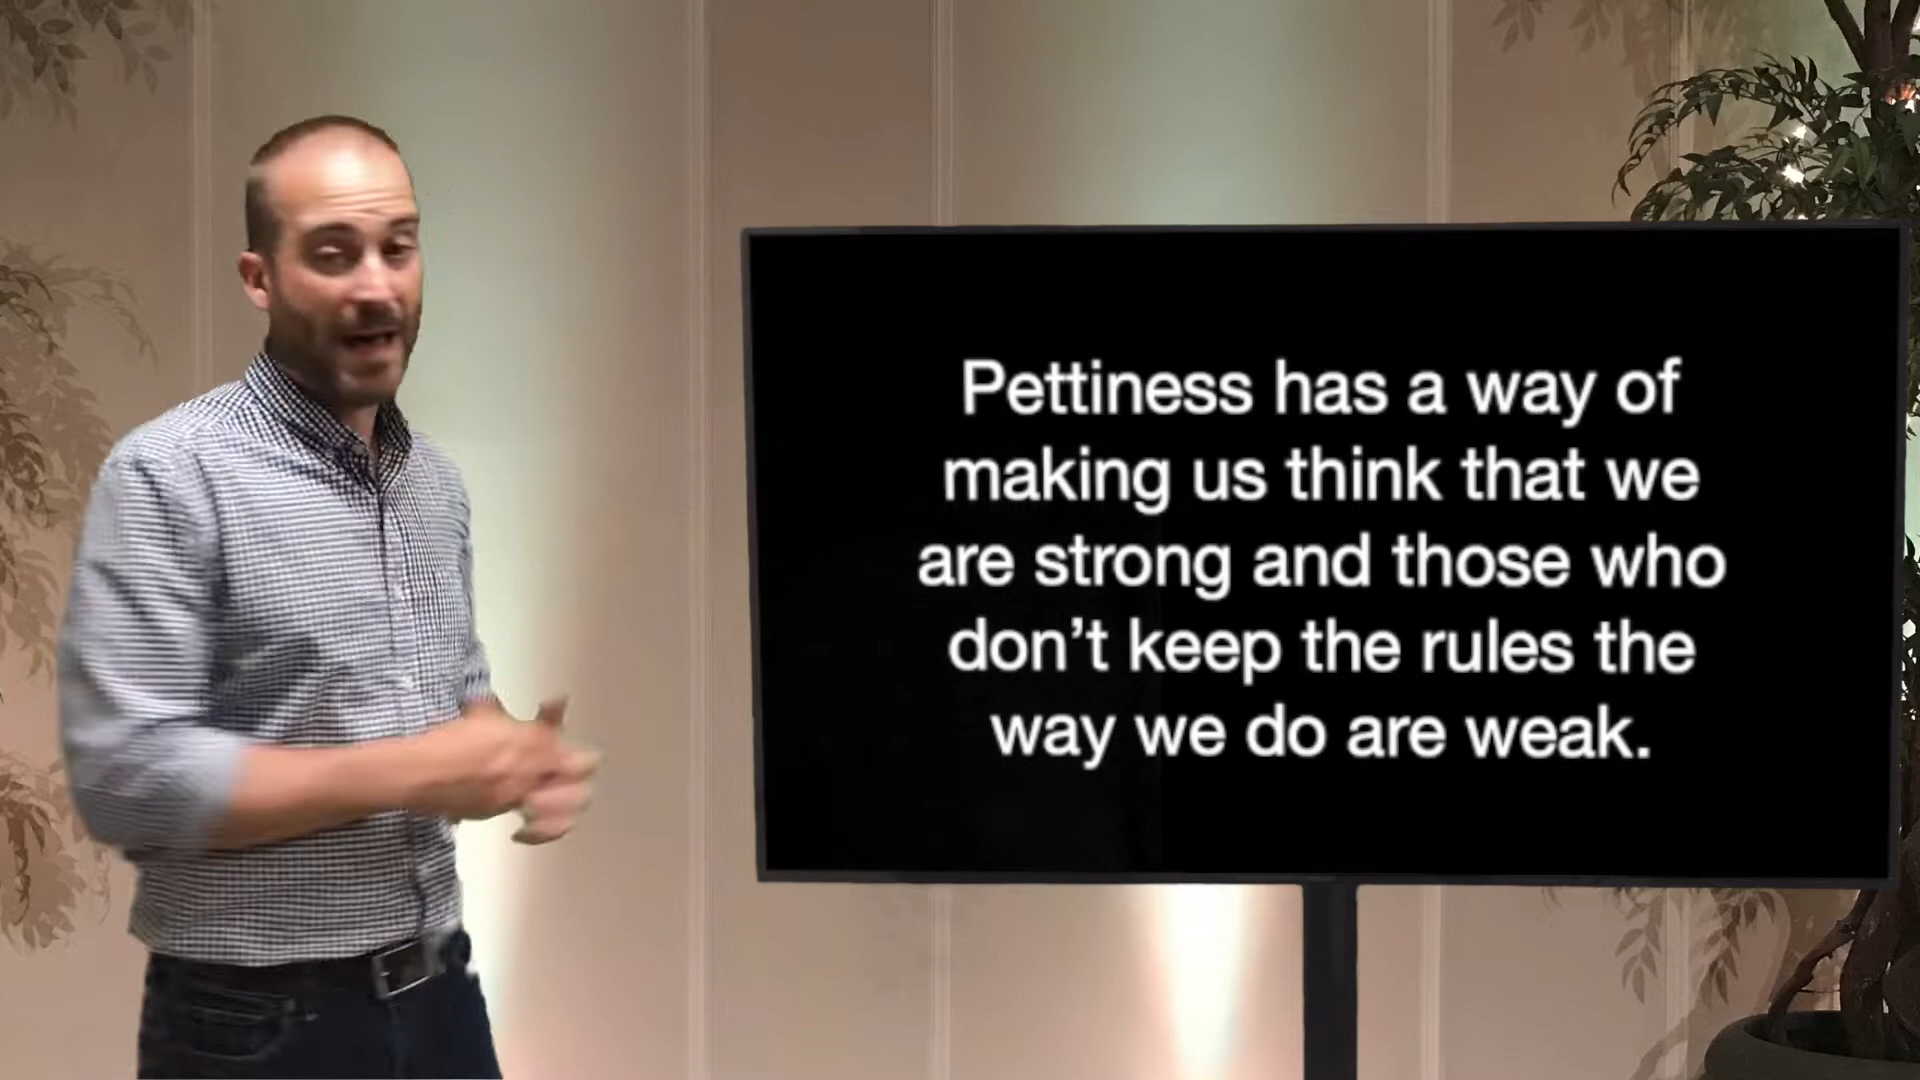 Pettiness has a way of
making us think that we
are strong and those who
don’t keep the rules the
way we do are weak.